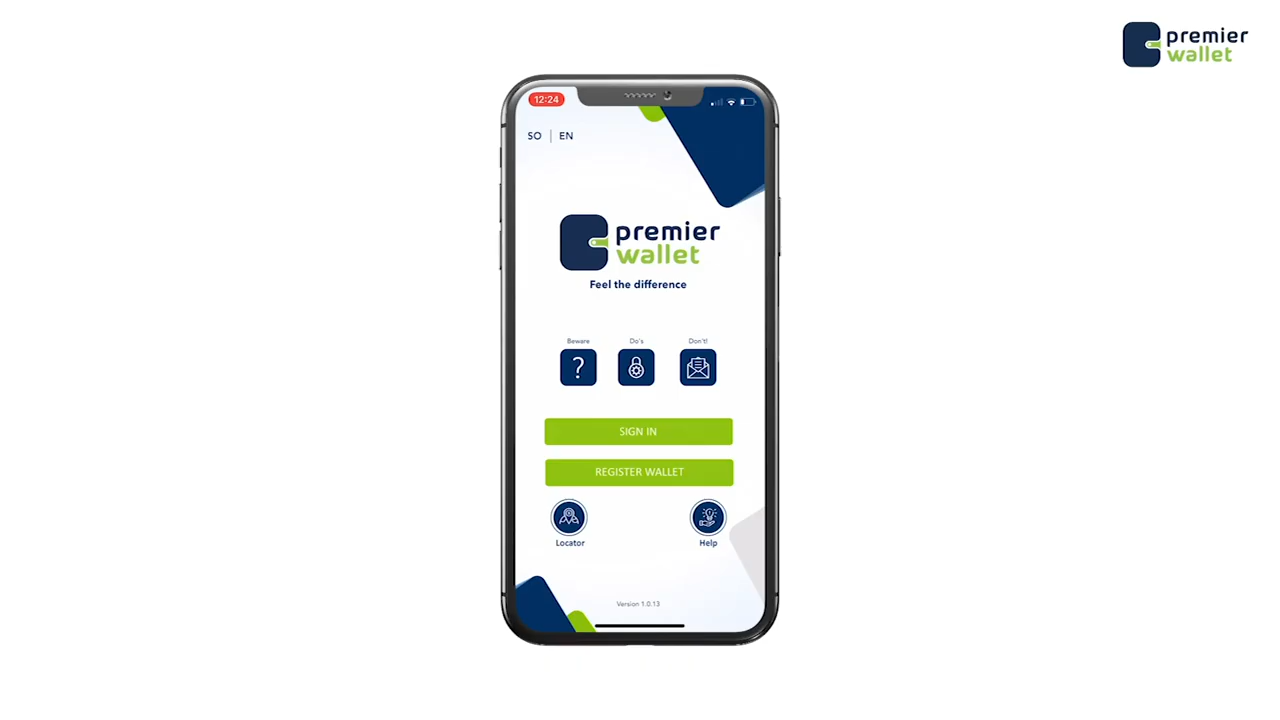 premier
wallet
12:24
SO | EN
premier
wallet
Feel the difference
Beware Do's Don't!
?
SIGN IN
REGISTER WALLET
Locator Help
Version 1.0.13